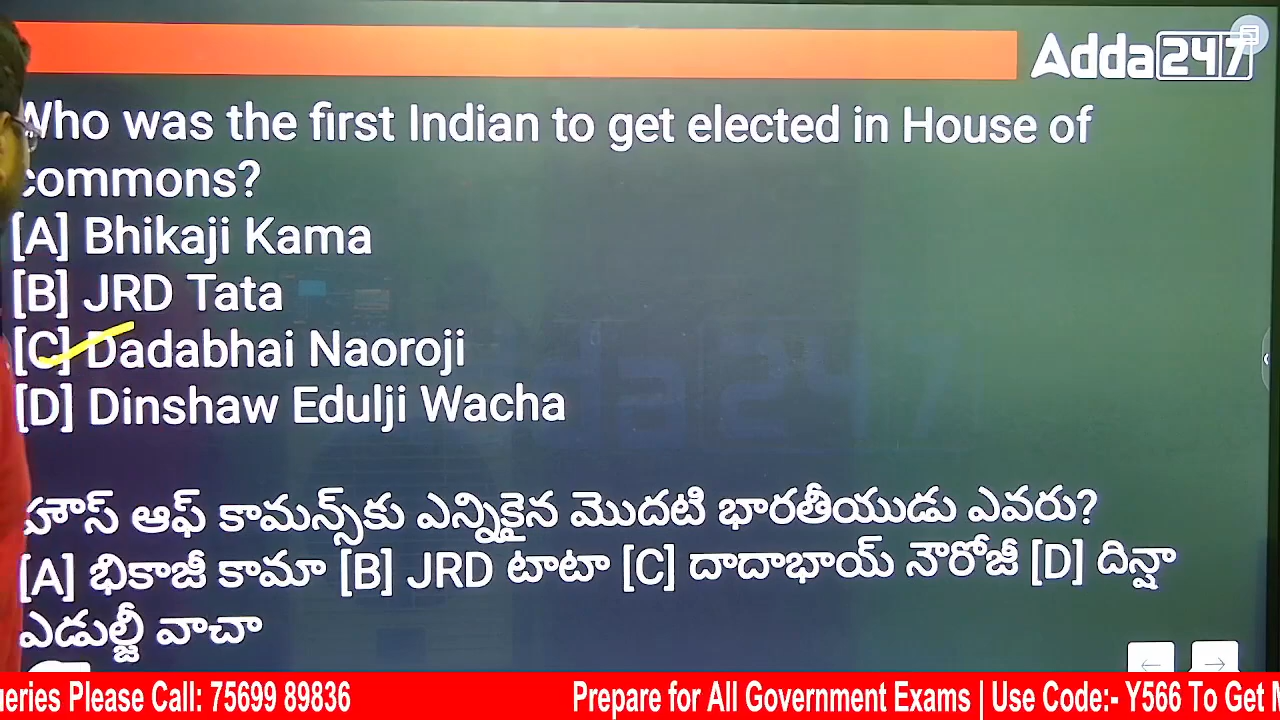 Adda247
Who was the first Indian to get elected in House of
commons?
[A] Bhikaji Kama
[B] JRD Tata
[C] Dadabhai Naoroji
[D] Dinshaw Edulji Wacha
హౌస్ ఆఫ్ కామన్స్‌కు ఎన్నికైన మొదటి భారతీయుడు ఎవరు?
[A] భికాజీ కామా [B] JRD టాటా [C] దాదాభాయ్ నౌరోజీ [D] దిన్షా
ఎడుల్జీ వాచా
ueries Please Call: 75699 89836 Prepare for All Government Exams | Use Code:- Y566 To Get